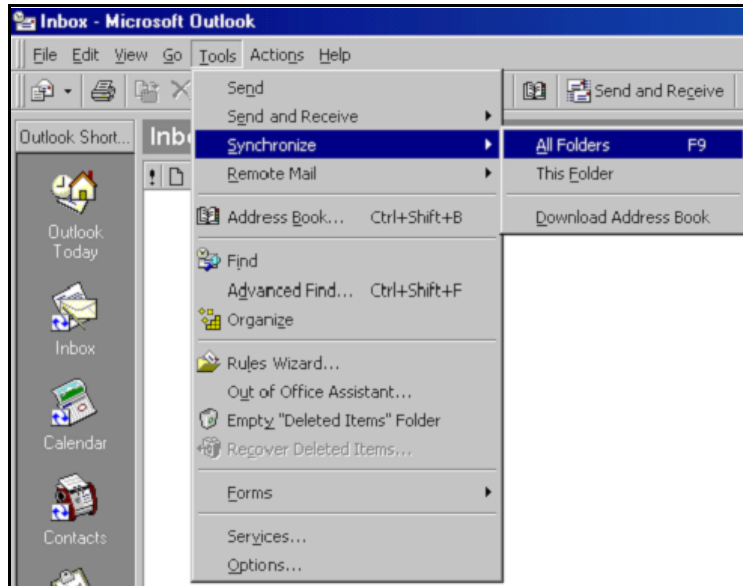 Inbox - Microsoft Outlook
File Edit View Go Tools Actions Help
Send and Receive
Outlook Short...
Send
Send and Receive
Synchronize
Remote Mail
Address Book... Ctrl+Shift+B
Find
Advanced Find... Ctrl+Shift+F
Organize
Rules Wizard...
Out of Office Assistant...
Empty "Deleted Items" Folder
Recover Deleted Items...
Forms
Services...
Options...
All Folders F9
This Folder
Download Address Book
Outlook
Today
Inbox
Calendar
Contacts